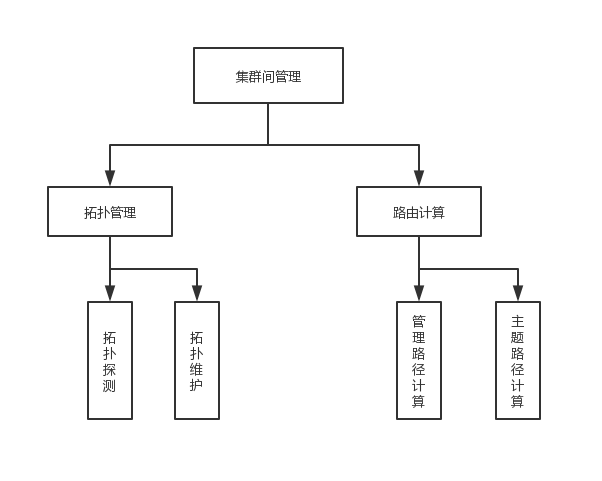 集群间管理
拓扑管理
路由计算
拓扑探测
拓扑维护
管理路径计算
主题路径计算